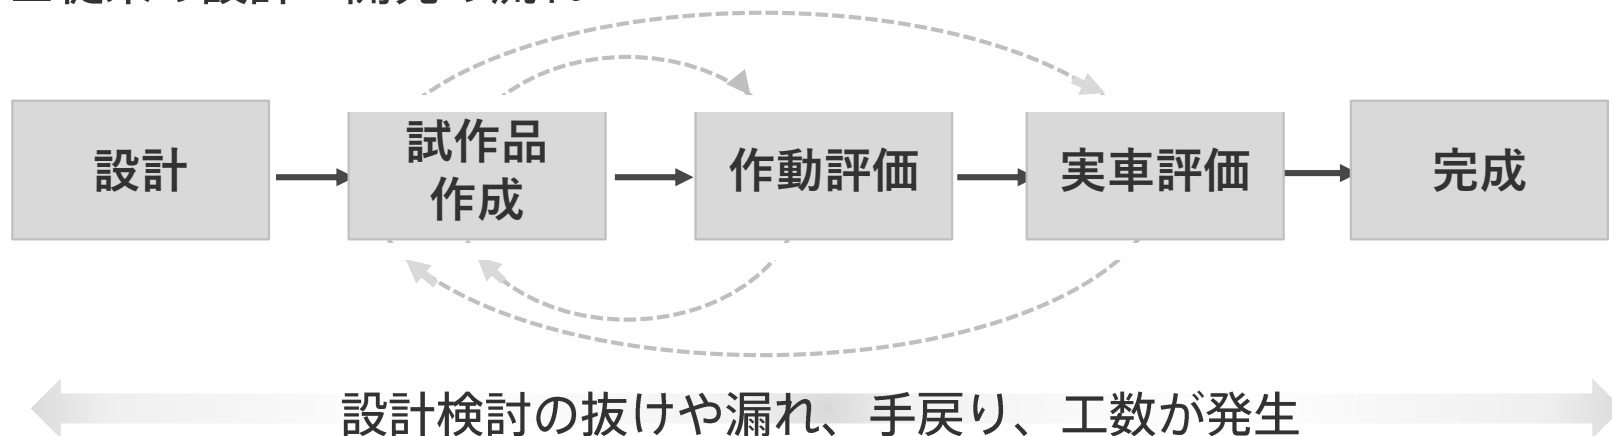 設計
試作品
作成
作動評価
実車評価
完成
設計検討の抜けや漏れ、手戻り、工数が発生